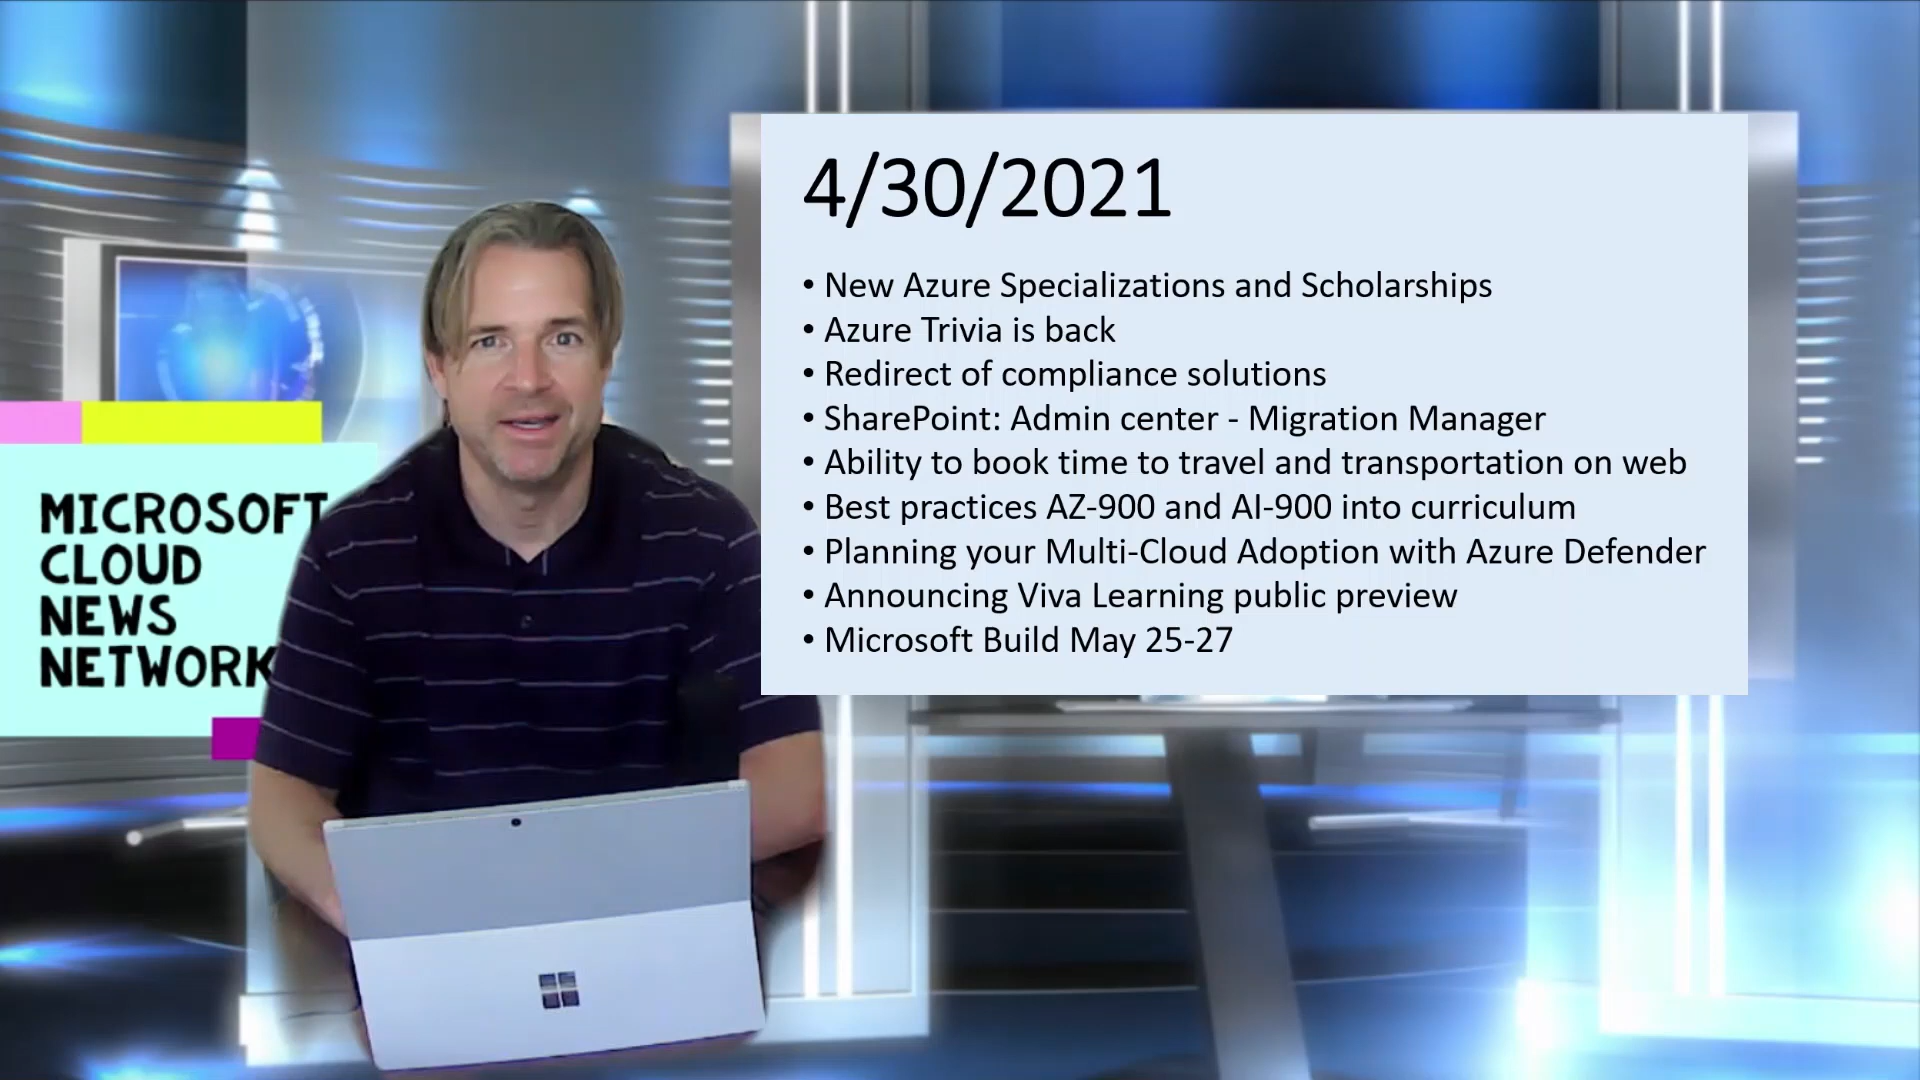 4/30/2021
• New Azure Specializations and Scholarships
• Azure Trivia is back
• Redirect of compliance solutions
• SharePoint: Admin center - Migration Manager
• Ability to book time to travel and transportation on web
• Best practices AZ-900 and AI-900 into curriculum
• Planning your Multi-Cloud Adoption with Azure Defender
• Announcing Viva Learning public preview
• Microsoft Build May 25-27
MICROSOFT
CLOUD
NEWS
NETWORK